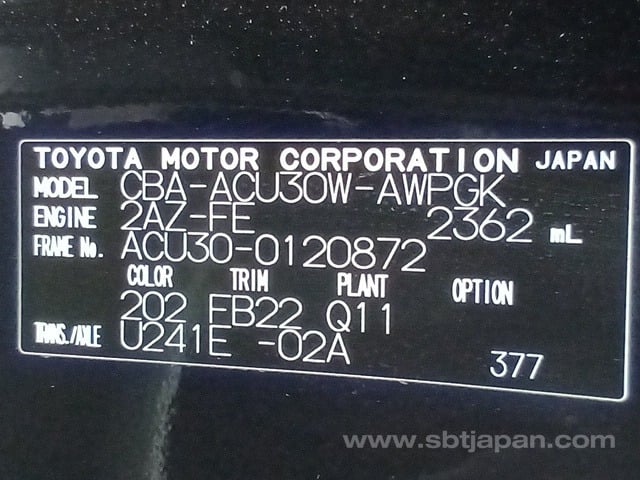 TOYOTA MOTOR CORPORATION JAPAN
MODEL CBA-ACU30W-AWPGK
ENGINE 2AZ-FE 2362 mL
FRAME No. ACU30-0120872
COLOR TRIM PLANT OPTION
202 FB22 Q11
TRANS./AXLE U241E -02A 377
www.sbtjapan.com